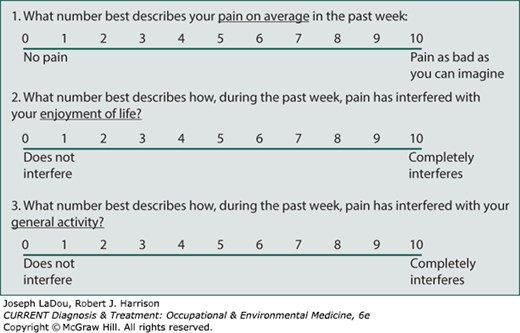 1. What number best describes your pain on average in the past week:
0 1 2 3 4 5 6 7 8 9 10
No pain Pain as bad as
you can imagine
2. What number best describes how, during the past week, pain has interfered with
your enjoyment of life?
0 1 2 3 4 5 6 7 8 9 10
Does not Completely
interfere interferes
3. What number best describes how, during the past week, pain has interfered with your
general activity?
0 1 2 3 4 5 6 7 8 9 10
Does not Completely
interfere interferes
Joseph LaDou, Robert J. Harrison
CURRENT Diagnosis & Treatment: Occupational & Environmental Medicine, 6e
Copyright © McGraw Hill. All rights reserved.